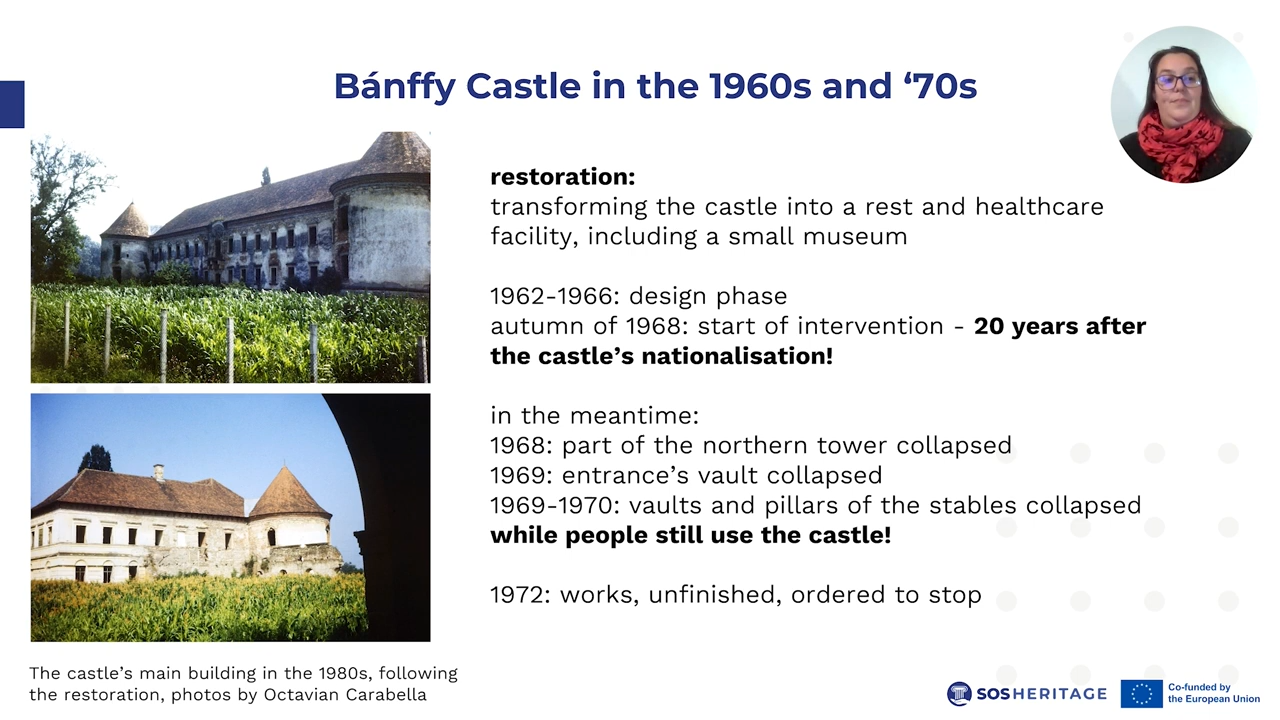 Bánffy Castle in the 1960s and ‘70s
restoration:
transforming the castle into a rest and healthcare
facility, including a small museum
1962-1966: design phase
autumn of 1968: start of intervention - 20 years after
the castle’s nationalisation!
in the meantime:
1968: part of the northern tower collapsed
1969: entrance’s vault collapsed
1969-1970: vaults and pillars of the stables collapsed
while people still use the castle!
1972: works, unfinished, ordered to stop
The castle’s main building in the 1980s, following
the restoration, photos by Octavian Carabella
SOSHERITAGE
Co-funded by
the European Union